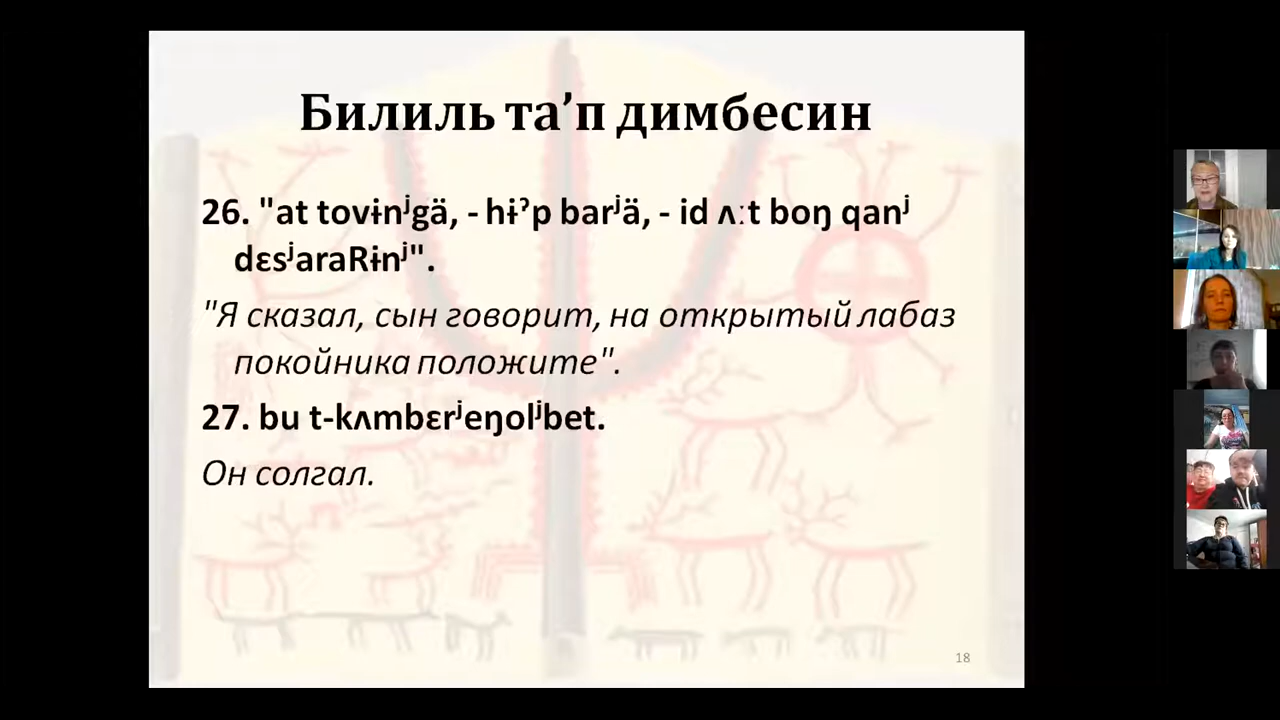 Билиль та’п димбесин
26. "at tovɨnʲgä, - hɨˀp barʲä, - id ʌːt boŋ qanʲ
dɛsʲaraRɨnʲ".
"Я сказал, сын говорит, на открытый лабаз
покойника положите".
27. bu t-kʌmbɛrʲeŋolʲbet.
Он солгал.
18